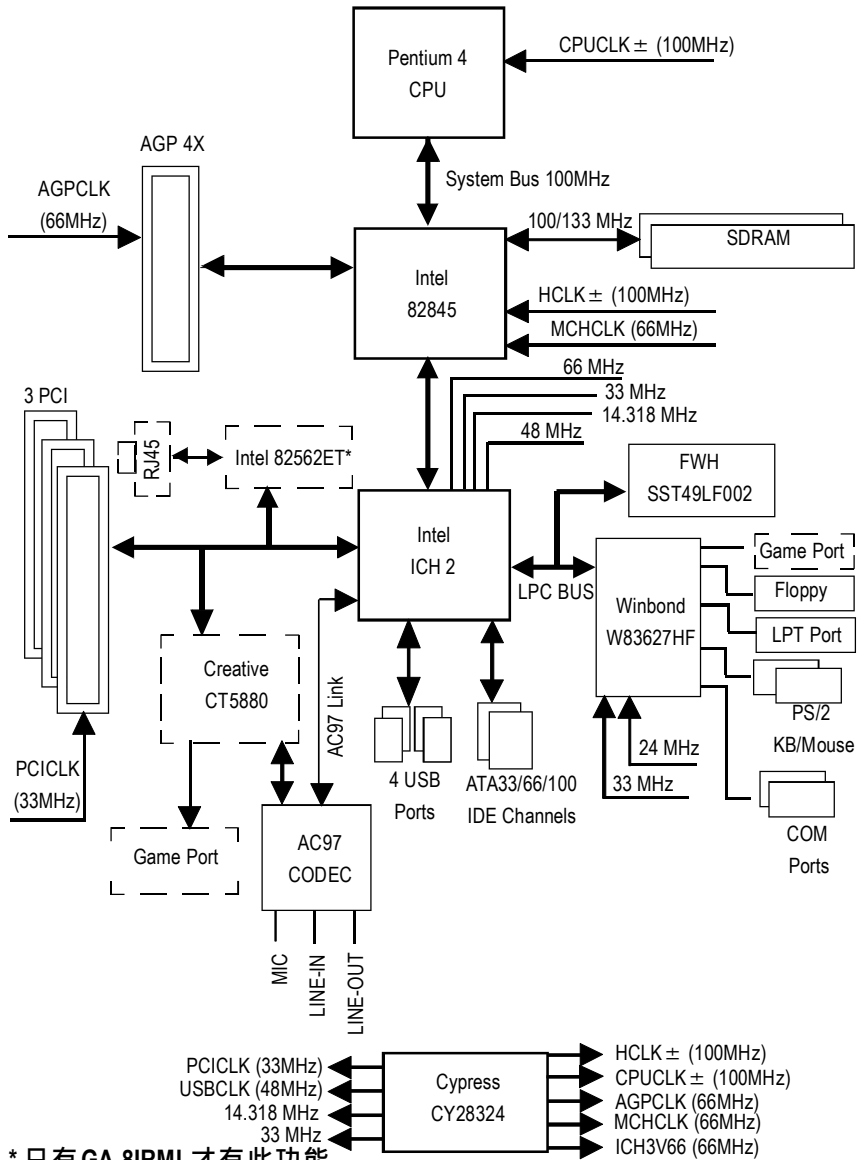 Pentium 4
CPU
CPUCLK ± (100MHz)
System Bus 100MHz
AGP 4X
AGPCLK
(66MHz)
Intel
82845
100/133 MHz
SDRAM
HCLK ± (100MHz)
MCHCLK (66MHz)
66 MHz
33 MHz
14.318 MHz
48 MHz
3 PCI
RJ45
Intel 82562ET*
FWH
SST49LF002
Intel
ICH 2
LPC BUS
Winbond
W83627HF
Game Port
Floppy
LPT Port
PS/2
KB/Mouse
24 MHz
33 MHz
COM
Ports
Creative
CT5880
AC97 Link
4 USB
Ports
ATA33/66/100
IDE Channels
PCICLK
(33MHz)
Game Port
AC97
CODEC
MIC
LINE-IN
LINE-OUT
PCICLK (33MHz)
USBCLK (48MHz)
14.318 MHz
33 MHz
Cypress
CY28324
HCLK ± (100MHz)
CPUCLK ± (100MHz)
AGPCLK (66MHz)
MCHCLK (66MHz)
ICH3V66 (66MHz)
* 只有GA-8IRML才有此功能